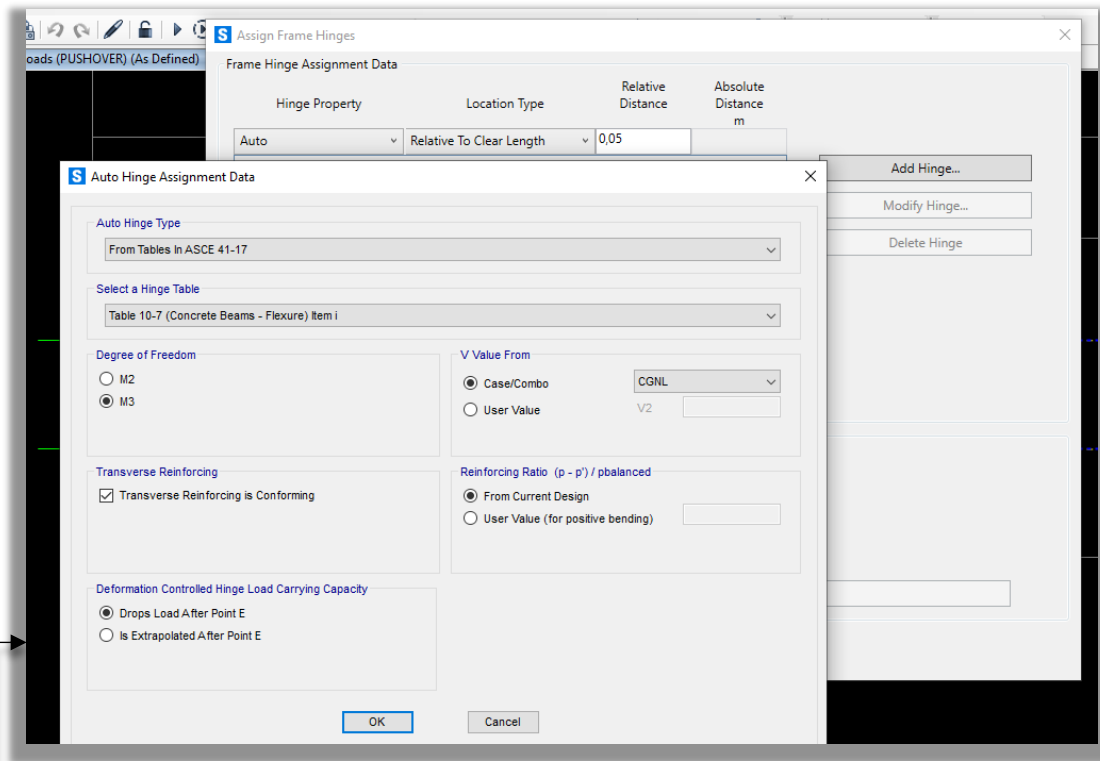 Assign Frame Hinges
oads (PUSHOVER) (As Defined)
Frame Hinge Assignment Data
Hinge Property
Location Type
Relative
Distance
Absolute
Distance
m
Auto
Relative To Clear Length
0,05
Add Hinge...
Modify Hinge...
Delete Hinge
Auto Hinge Assignment Data
Auto Hinge Type
From Tables In ASCE 41-17
Select a Hinge Table
Table 10-7 (Concrete Beams - Flexure) Item i
Degree of Freedom
M2
M3
V Value From
Case/Combo
CGNL
User Value
V2
Transverse Reinforcing
Transverse Reinforcing is Conforming
Reinforcing Ratio (p - p') / pbalanced
From Current Design
User Value (for positive bending)
Deformation Controlled Hinge Load Carrying Capacity
Drops Load After Point E
Is Extrapolated After Point E
OK
Cancel